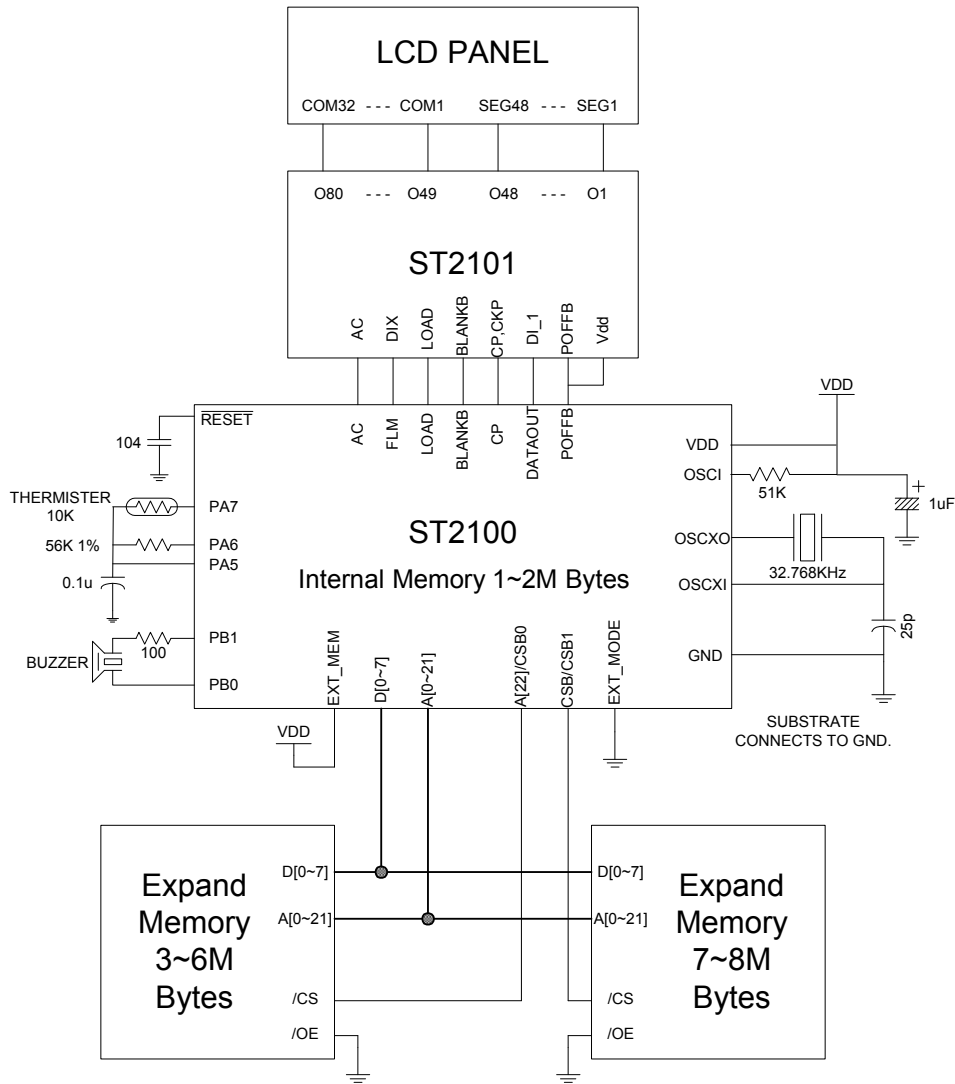 LCD PANEL
COM32 - - - COM1 SEG48 - - - SEG1
O80 - - - O49 O48 - - - O1
ST2101
AC DIX LOAD BLANKB CP,CKP DI_1 POFFB Vdd
AC FLM LOAD BLANKB CP DATAOUT POFFB
RESET
104
THERMISTER
10K
PA7
56K 1%
PA6
PA5
0.1u
PB1
100
BUZZER
PB0
ST2100
Internal Memory 1~2M Bytes
VDD
VDD
OSCI
51K
+
1uF
OSCXO
32.768KHz
OSCXI
25p
GND
EXT_MEM D[0~7] A[0~21] A[22]/CSB0 CSB/CSB1 EXT_MODE
VDD
SUBSTRATE
CONNECTS TO GND.
Expand
Memory
3~6M
Bytes
D[0~7]
A[0~21]
/CS
/OE
D[0~7]
A[0~21]
/CS
/OE
Expand
Memory
7~8M
Bytes